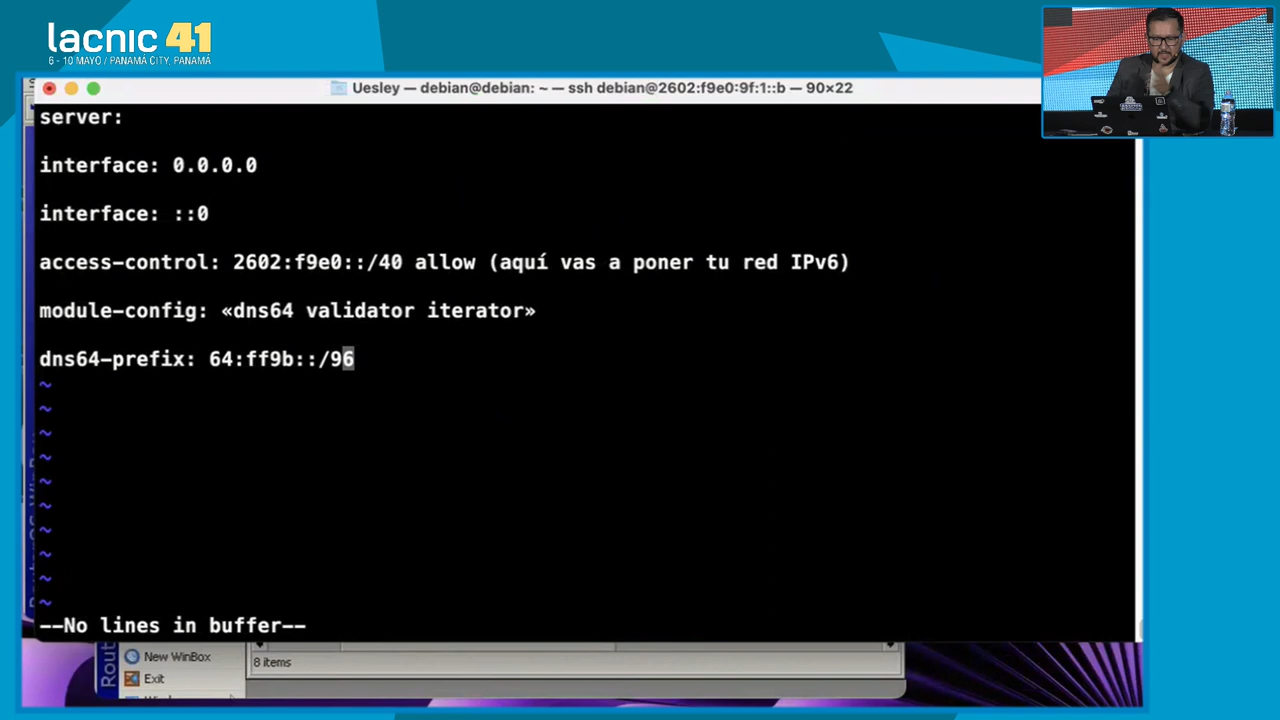 lacnic 41
6 - 10 MAYO / PANAMÁ CITY, PANAMÁ
Uesley — debian@debian: ~ — ssh debian@2602:f9e0:9f:1::b — 90×22
server:
interface: 0.0.0.0
interface: ::0
access-control: 2602:f9e0::/40 allow (aquí vas a poner tu red IPv6)
module-config: «dns64 validator iterator»
dns64-prefix: 64:ff9b::/96
~
~
~
~
~
~
~
~
~
~
--No lines in buffer--
New WinBox
8 items
Exit